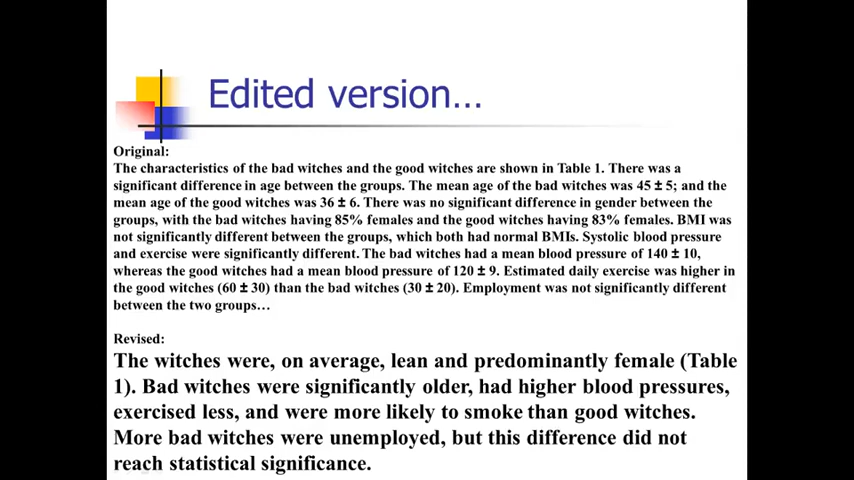 Edited version...
Original:
The characteristics of the bad witches and the good witches are shown in Table 1. There was a
significant difference in age between the groups. The mean age of the bad witches was 45 ± 5; and the
mean age of the good witches was 36 ± 6. There was no significant difference in gender between the
groups, with the bad witches having 85% females and the good witches having 83% females. BMI was
not significantly different between the groups, which both had normal BMIs. Systolic blood pressure
and exercise were significantly different. The bad witches had a mean blood pressure of 140 ± 10,
whereas the good witches had a mean blood pressure of 120 ± 9. Estimated daily exercise was higher in
the good witches (60 ± 30) than the bad witches (30 ± 20). Employment was not significantly different
between the two groups…
Revised:
The witches were, on average, lean and predominantly female (Table
1). Bad witches were significantly older, had higher blood pressures,
exercised less, and were more likely to smoke than good witches.
More bad witches were unemployed, but this difference did not
reach statistical significance.